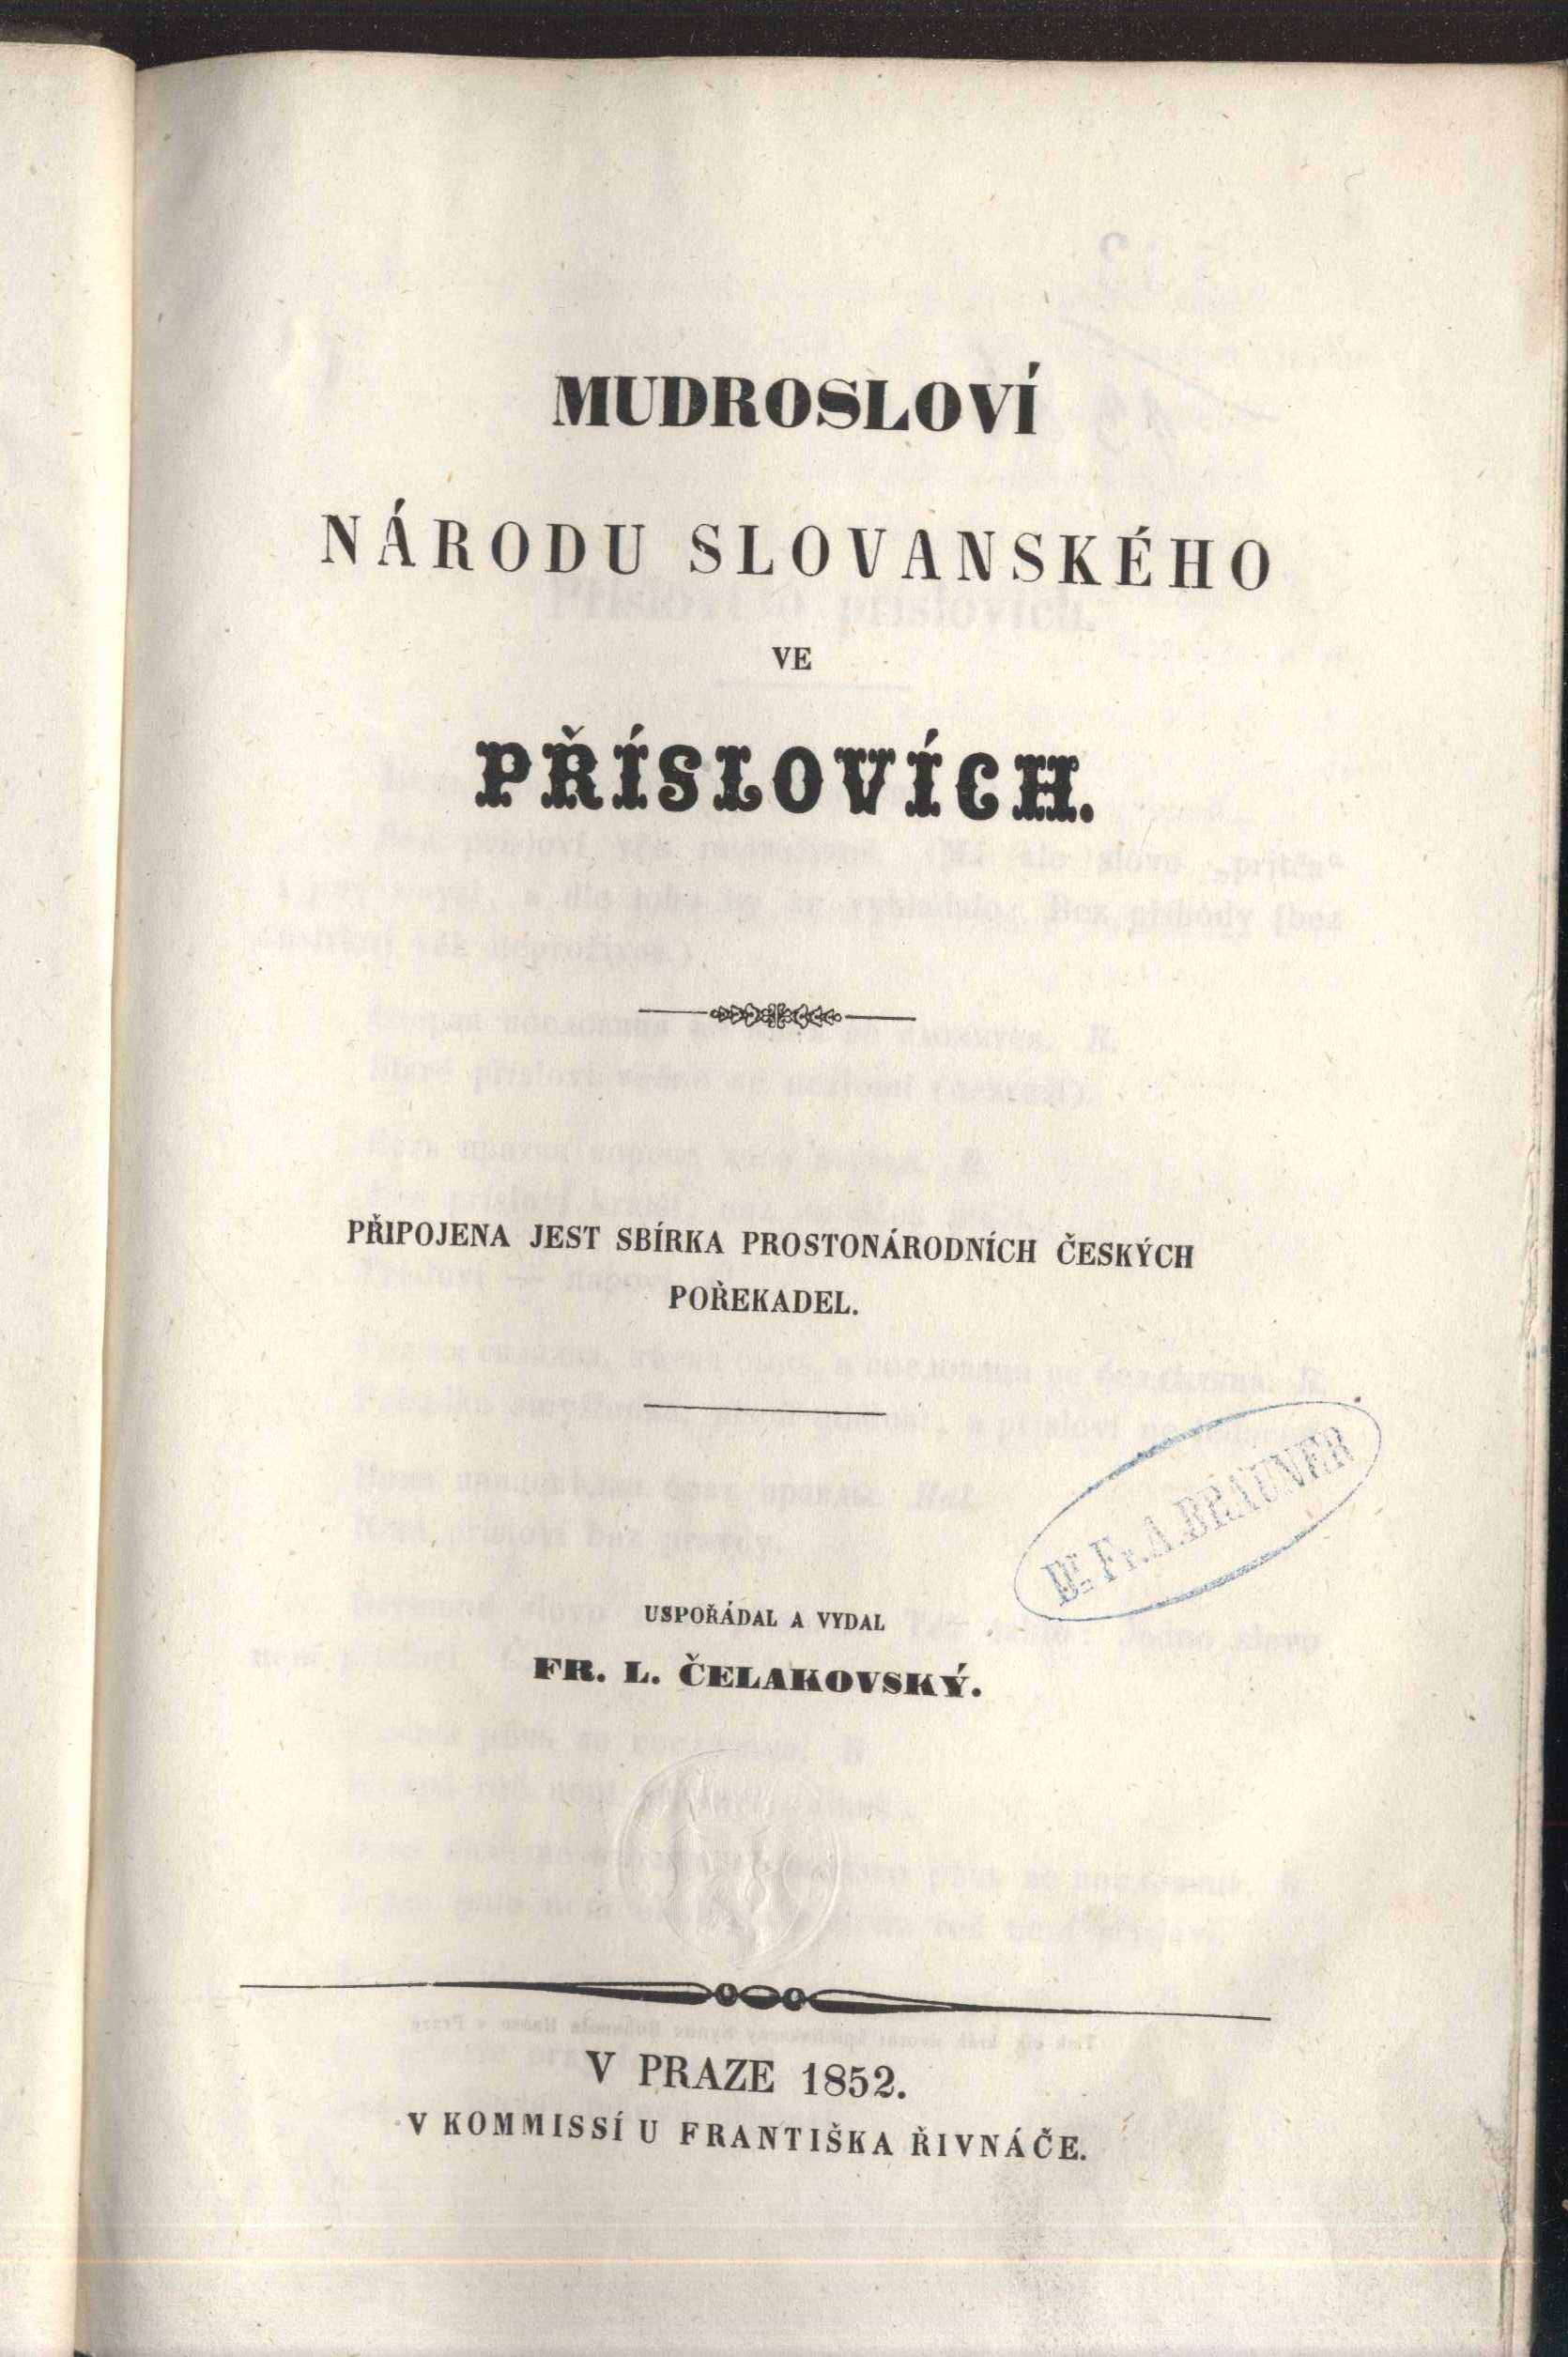 MUDROSLOVÍ
NÁRODU SLOVANSKÉHO
VE
PŘÍSLOVÍCH.
PŘIPOJENA JEST SBÍRKA PROSTONÁRODNÍCH ČESKÝCH
POŘEKADEL.
Dr. Fr. A. BRAUNER
USPOŘÁDAL A VYDAL
FR. L. ČELAKOVSKÝ.
V PRAZE 1852.
V KOMMISSÍ U FRANTIŠKA ŘIVNÁČE.